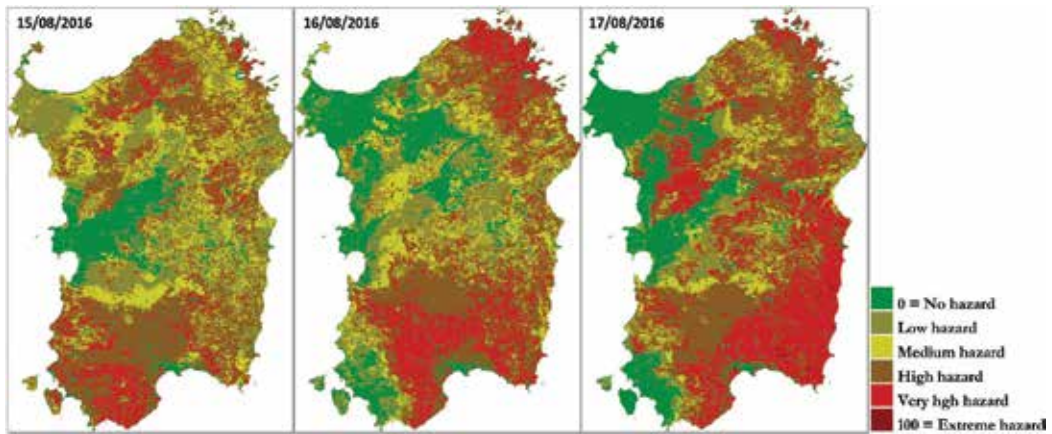 15/08/2016
16/08/2016
17/08/2016
0 = No hazard
Low hazard
Medium hazard
High hazard
Very hgh hazard
100 = Extreme hazard